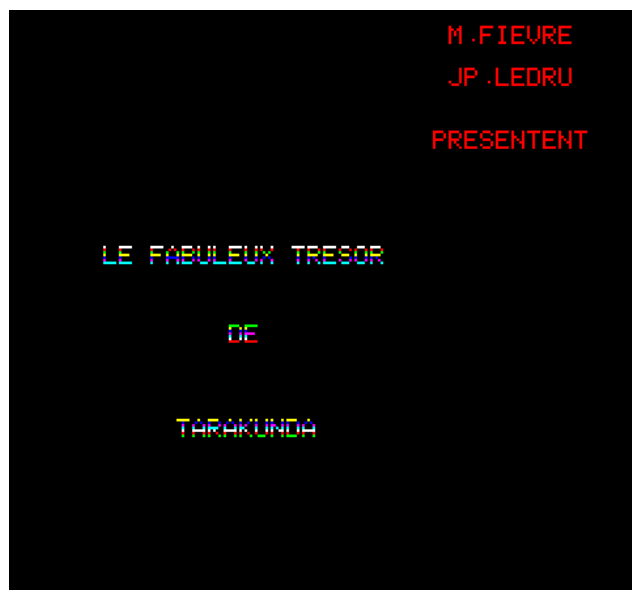 M.FIEVRE
JP.LEDRU
PRESENTENT
LE FABULEUX TRESOR
DE
TARAKUNDA